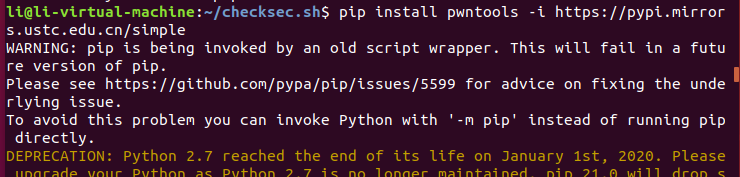 li@li-virtual-machine:~/checksec.sh$ pip install pwntools -i https://pypi.mirror
s.ustc.edu.cn/simple
WARNING: pip is being invoked by an old script wrapper. This will fail in a futu
re version of pip.
Please see https://github.com/pypa/pip/issues/5599 for advice on fixing the unde
rlying issue.
To avoid this problem you can invoke Python with '-m pip' instead of running pip
 directly.
DEPRECATION: Python 2.7 reached the end of its life on January 1st, 2020. Please
 upgrade your Python as Python 2.7 is no longer maintained. pip 21.0 will drop s